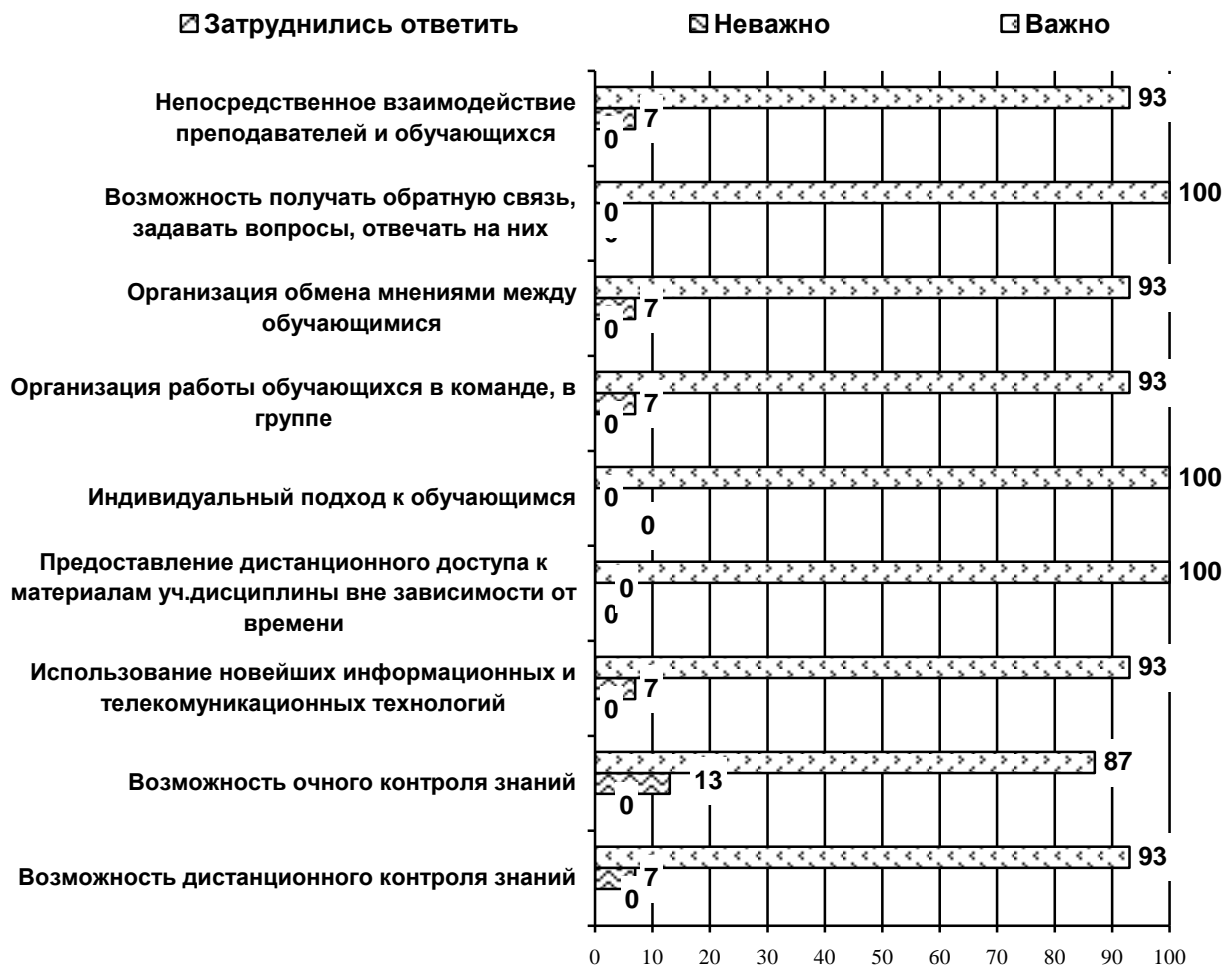 Затруднились ответить Неважно Важно
Непосредственное взаимодействие
преподавателей и обучающихся
93
7
0
Возможность получать обратную связь,
задавать вопросы, отвечать на них
100
0
Организация обмена мнениями между
обучающимися
93
7
0
Организация работы обучающихся в команде, в
группе
93
7
0
Индивидуальный подход к обучающимся
100
0
0
Предоставление дистанционного доступа к
материалам уч.дисциплины вне зависимости от
времени
100
0
0
Использование новейших информационных и
телекомуникационных технологий
93
7
0
Возможность очного контроля знаний
87
13
0
Возможность дистанционного контроля знаний
93
7
0
0 10 20 30 40 50 60 70 80 90 100